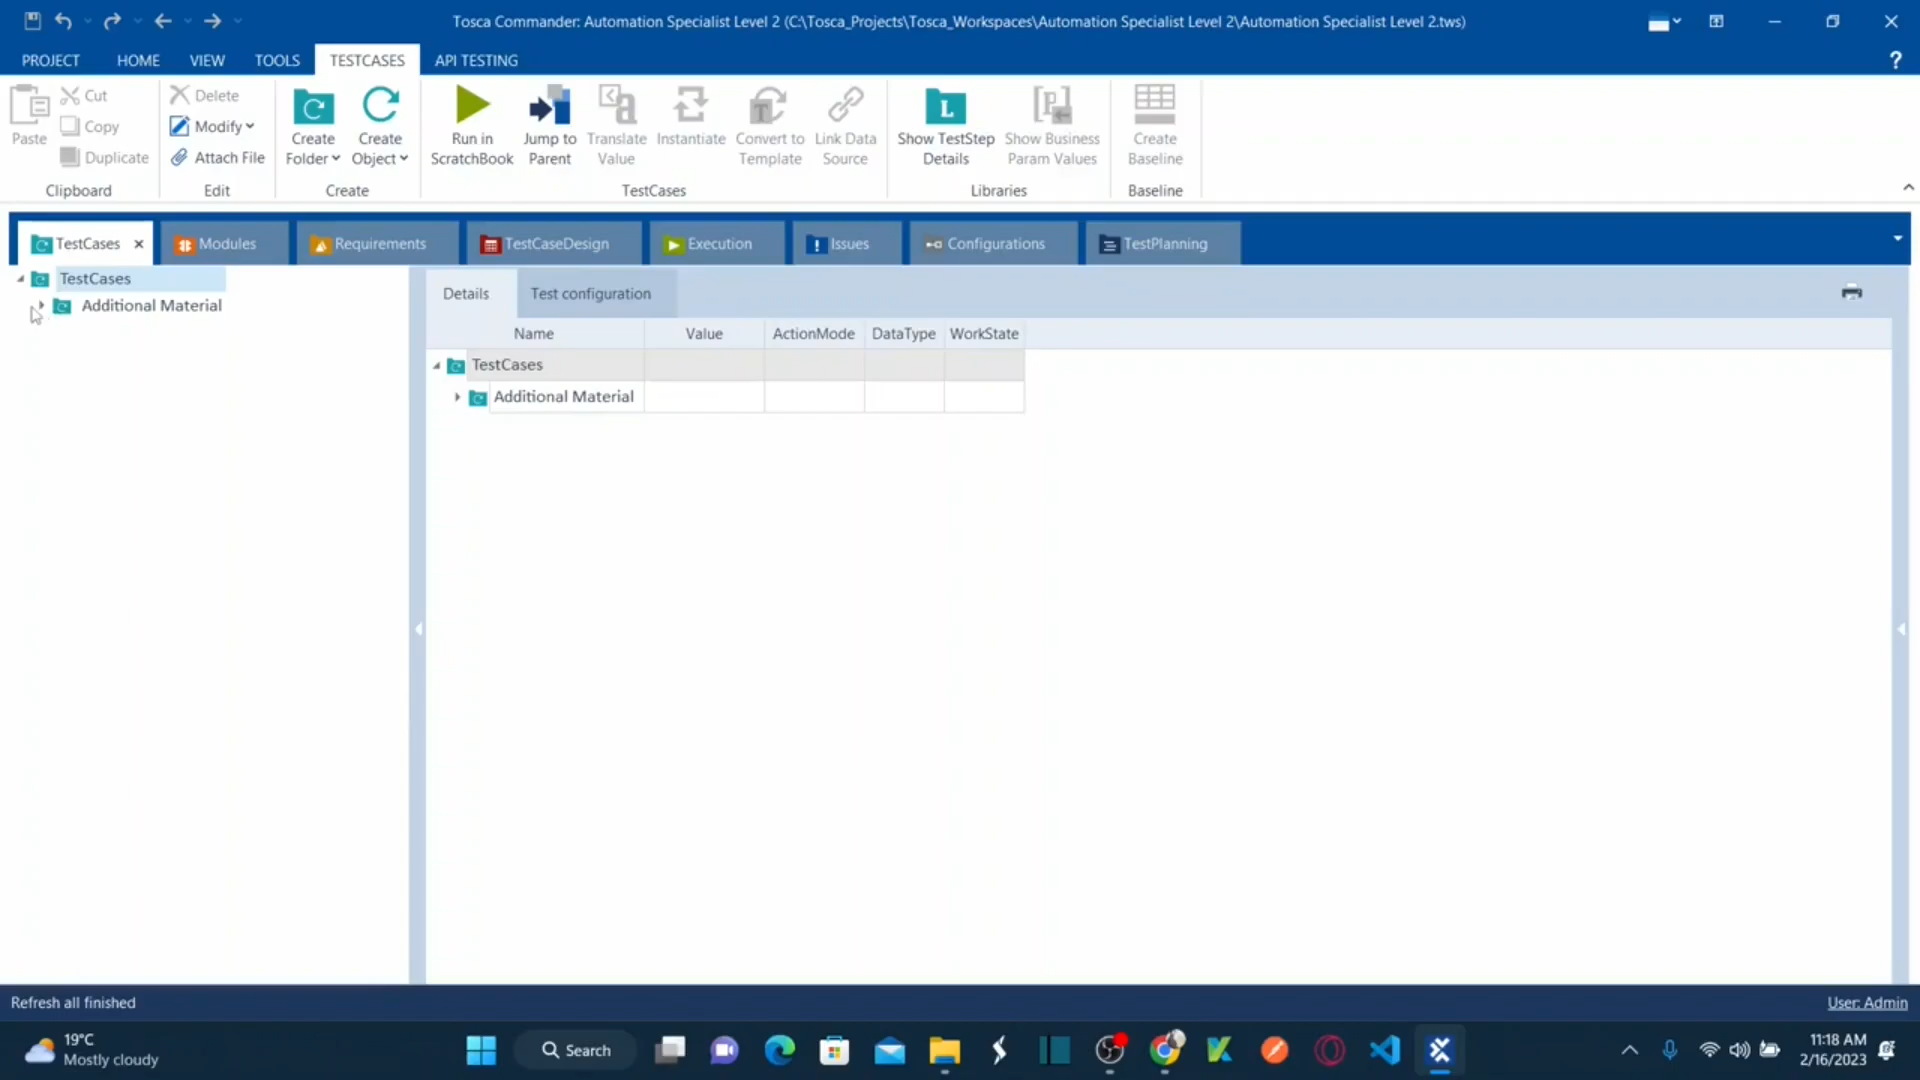 Tosca Commander: Automation Specialist Level 2 (C:\Tosca_Projects\Tosca_Workspaces\Automation Specialist Level 2\Automation Specialist Level 2.tws)
PROJECT HOME VIEW TOOLS TESTCASES API TESTING ?
Paste Cut Copy Duplicate
Clipboard
Delete Modify Attach File
Edit
Create Folder Create Object
Create
Run in ScratchBook Jump to Parent Translate Value Instantiate Convert to Template Link Data Source
TestCases
Show TestStep Details Show Business Param Values
Libraries
Create Baseline
Baseline
TestCases Modules Requirements TestCaseDesign Execution Issues Configurations TestPlanning
TestCases
Additional Material
Details Test configuration
Name Value ActionMode DataType WorkState
TestCases
Additional Material
Refresh all finished User: Admin
19°C
Mostly cloudy
Search
11:18 AM
2/16/2023